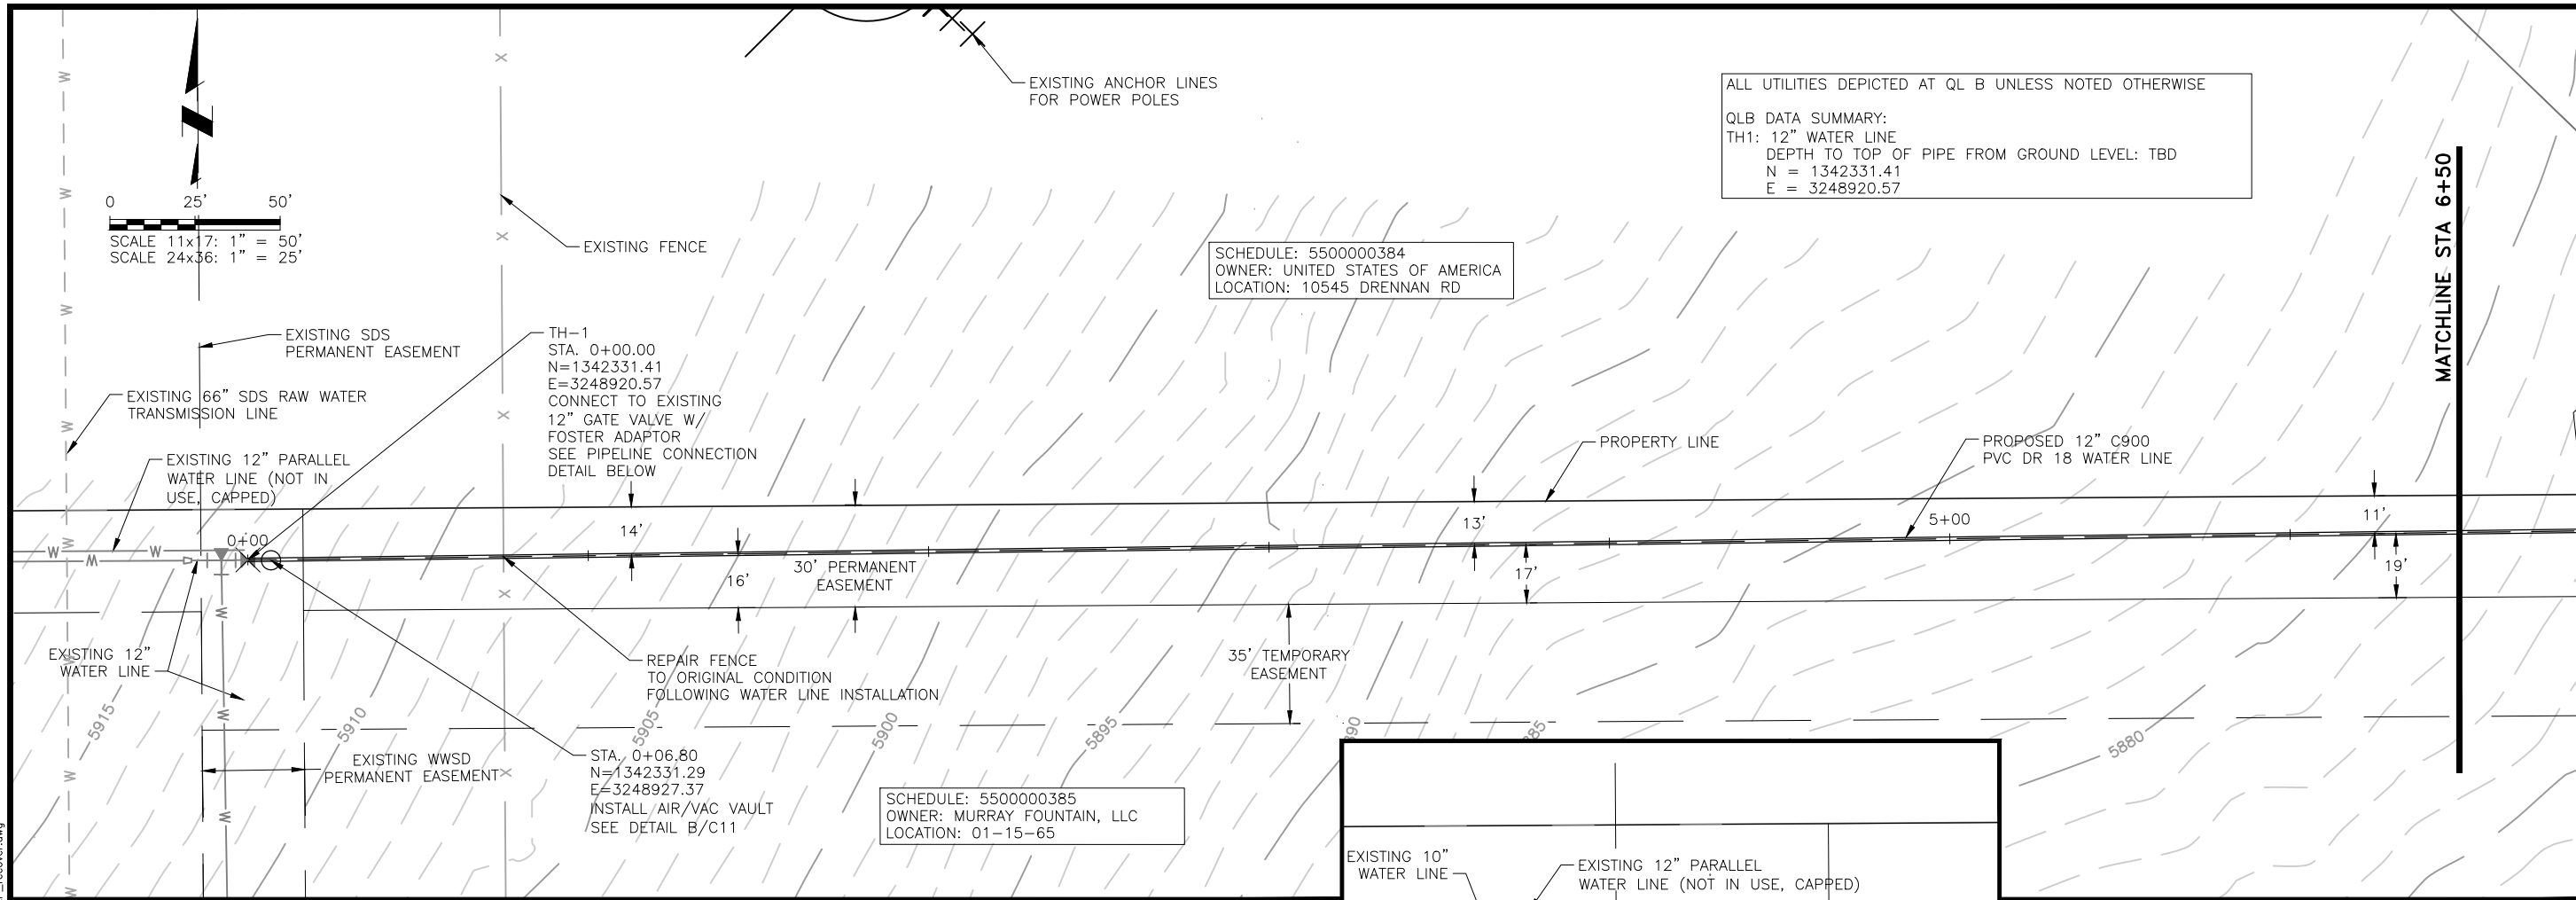 EXISTING ANCHOR LINES
FOR POWER POLES
ALL UTILITIES DEPICTED AT QL B UNLESS NOTED OTHERWISE
QLB DATA SUMMARY:
TH1: 12" WATER LINE
DEPTH TO TOP OF PIPE FROM GROUND LEVEL: TBD
N = 1342331.41
E = 3248920.57
MATCHLINE STA 6+50
0 25' 50'
SCALE 11x17: 1" = 50'
SCALE 24x36: 1" = 25'
EXISTING FENCE
SCHEDULE: 5500000384
OWNER: UNITED STATES OF AMERICA
LOCATION: 10545 DRENNAN RD
EXISTING SDS
PERMANENT EASEMENT
TH-1
STA. 0+00.00
N=1342331.41
E=3248920.57
CONNECT TO EXISTING
12" GATE VALVE W/
FOSTER ADAPTOR
SEE PIPELINE CONNECTION
DETAIL BELOW
EXISTING 66" SDS RAW WATER
TRANSMISSION LINE
EXISTING 12" PARALLEL
WATER LINE (NOT IN
USE, CAPPED)
PROPERTY LINE
PROPOSED 12" C900
PVC DR 18 WATER LINE
0+00
14'
13'
5+00
11'
16'
30' PERMANENT
EASEMENT
17'
19'
EXISTING 12"
WATER LINE
REPAIR FENCE
TO ORIGINAL CONDITION
FOLLOWING WATER LINE INSTALLATION
35' TEMPORARY
EASEMENT
5915
5910
5905
5900
5895
5880
EXISTING WWSD
PERMANENT EASEMENT
STA. 0+06.80
N=1342331.29
E=3248927.37
INSTALL AIR/VAC VAULT
SEE DETAIL B/C11
SCHEDULE: 5500000385
OWNER: MURRAY FOUNTAIN, LLC
LOCATION: 01-15-65
EXISTING 10"
WATER LINE
EXISTING 12" PARALLEL
WATER LINE (NOT IN USE, CAPPED)